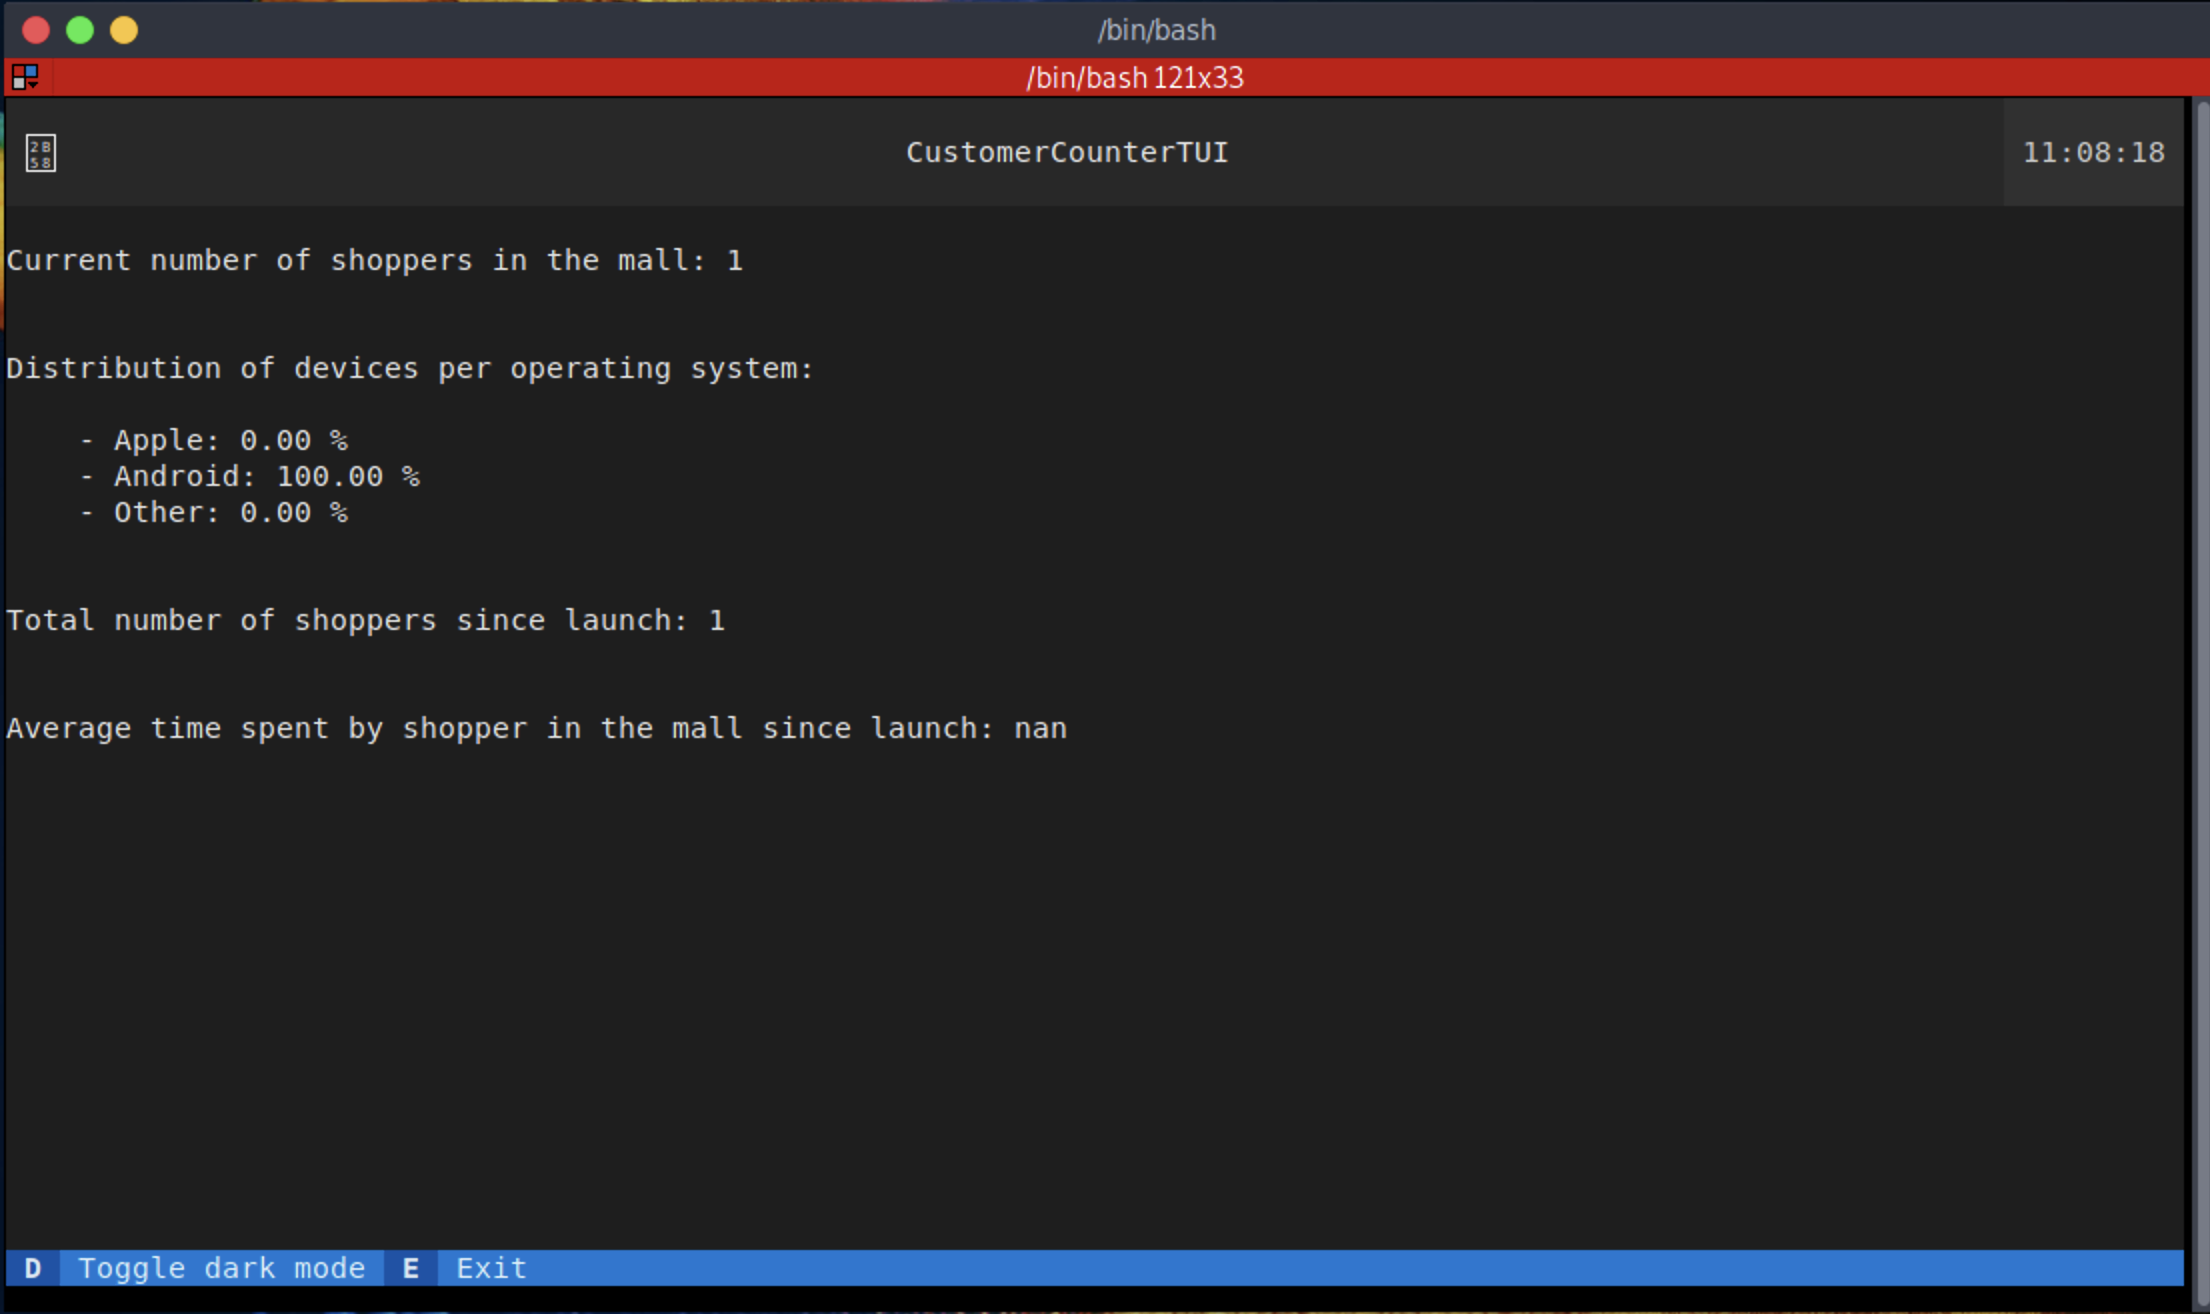 /bin/bash
/bin/bash 121x33
CustomerCounterTUI 11:08:18
Current number of shoppers in the mall: 1
Distribution of devices per operating system:
- Apple: 0.00 %
- Android: 100.00 %
- Other: 0.00 %
Total number of shoppers since launch: 1
Average time spent by shopper in the mall since launch: nan
D Toggle dark mode E Exit